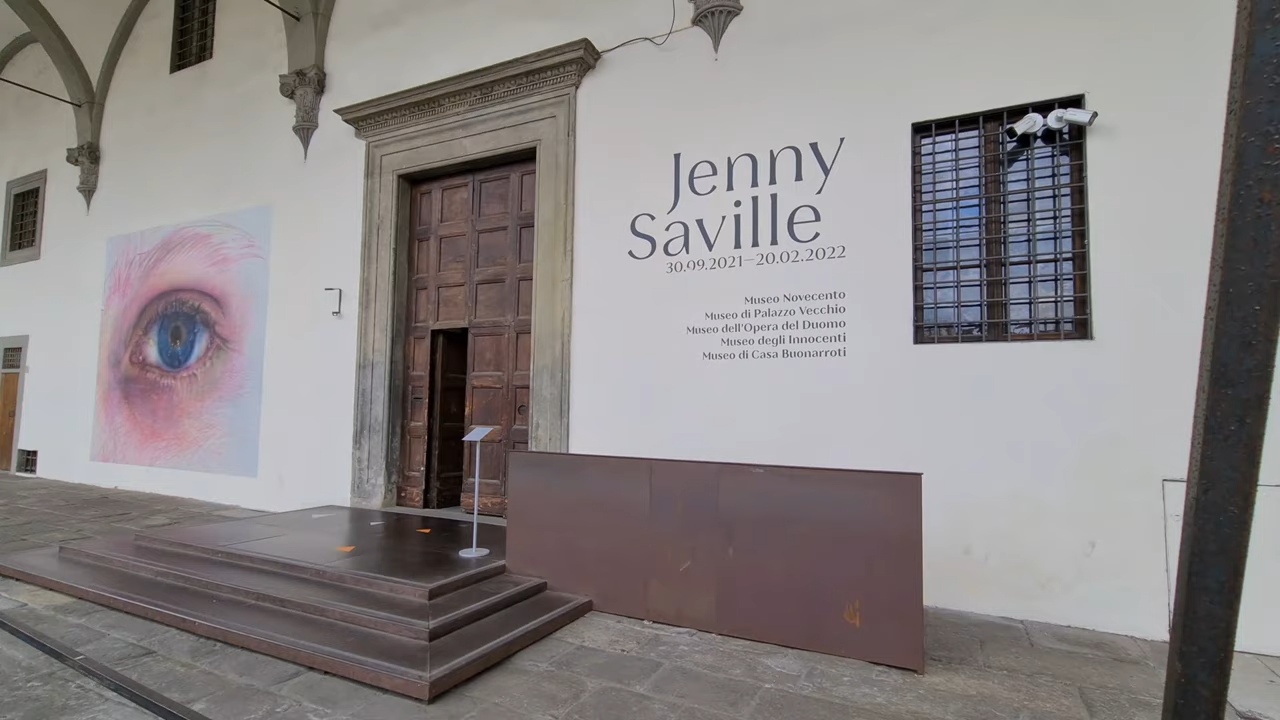 Jenny
Saville
30.09.2021—20.02.2022
Museo Novecento
Museo di Palazzo Vecchio
Museo dell'Opera del Duomo
Museo degli Innocenti
Museo di Casa Buonarroti